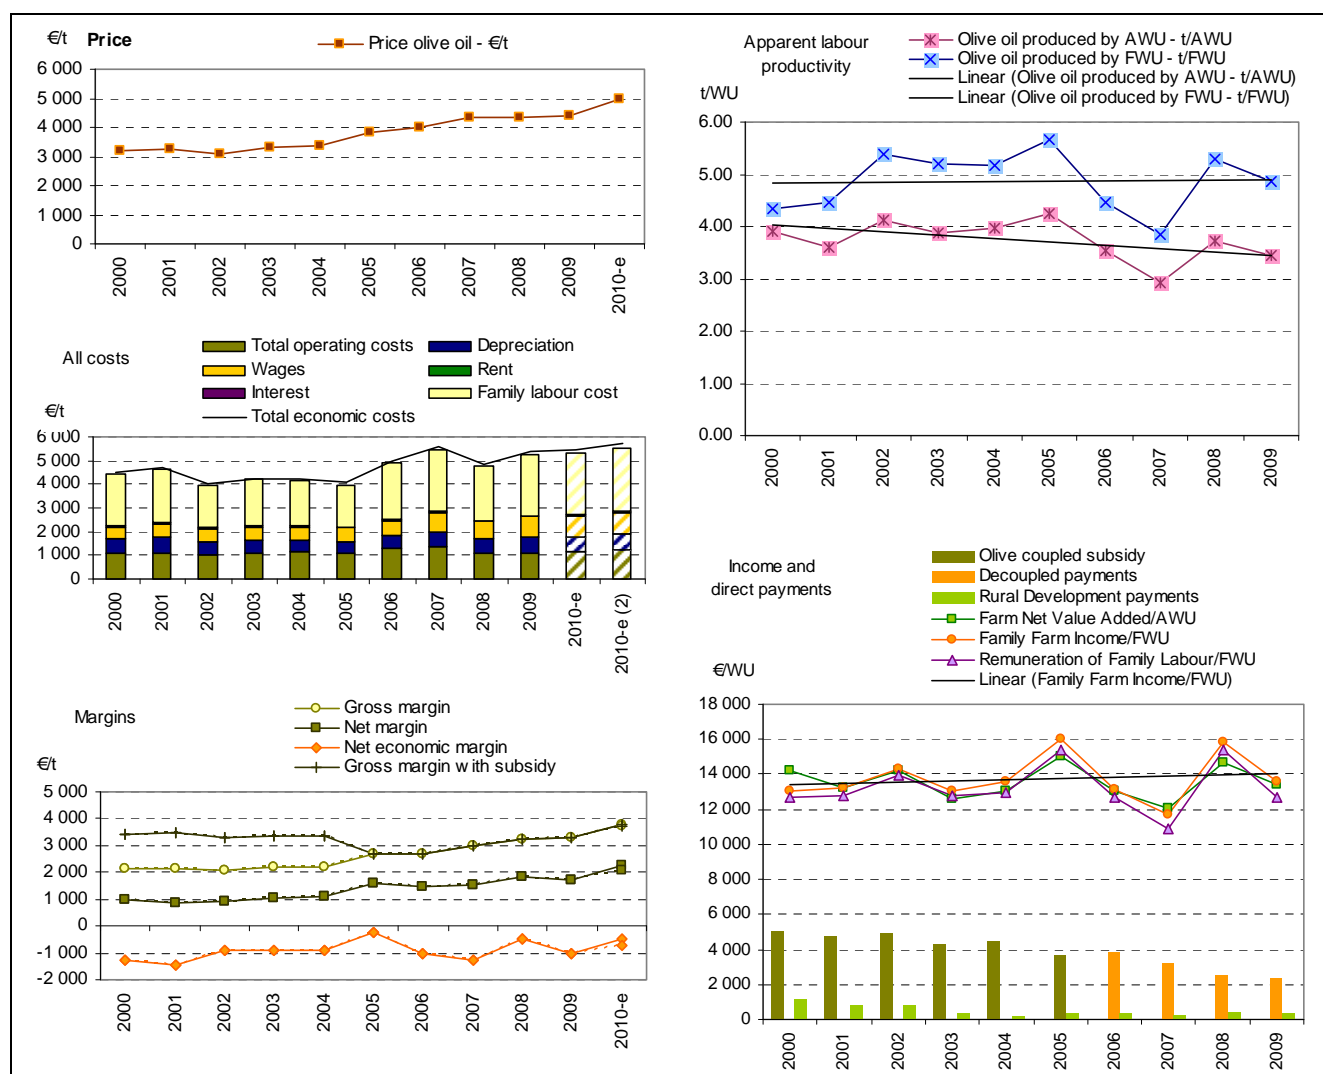 €/t
Price
Price olive oil - €/t
6 000
5 000
4 000
3 000
2 000
1 000
0
2000
2001
2002
2003
2004
2005
2006
2007
2008
2009
2010-e
All costs
Total operating costs
Depreciation
Wages
Rent
Interest
Family labour cost
Total economic costs
€/t
6 000
5 000
4 000
3 000
2 000
1 000
0
2000
2001
2002
2003
2004
2005
2006
2007
2008
2009
2010-e
2010-e (2)
Margins
Gross margin
Net margin
Net economic margin
Gross margin with subsidy
€/t
5 000
4 000
3 000
2 000
1 000
0
-1 000
-2 000
2000
2001
2002
2003
2004
2005
2006
2007
2008
2009
2010-e
Apparent labour
productivity
Olive oil produced by AWU - t/AWU
Olive oil produced by FWU - t/FWU
Linear (Olive oil produced by AWU - t/AWU)
Linear (Olive oil produced by FWU - t/FWU)
t/WU
6.00
5.00
4.00
3.00
2.00
1.00
0.00
2000
2001
2002
2003
2004
2005
2006
2007
2008
2009
Income and
direct payments
Olive coupled subsidy
Decoupled payments
Rural Development payments
Farm Net Value Added/AWU
Family Farm Income/FWU
Remuneration of Family Labour/FWU
Linear (Family Farm Income/FWU)
€/WU
18 000
16 000
14 000
12 000
10 000
8 000
6 000
4 000
2 000
0
2000
2001
2002
2003
2004
2005
2006
2007
2008
2009